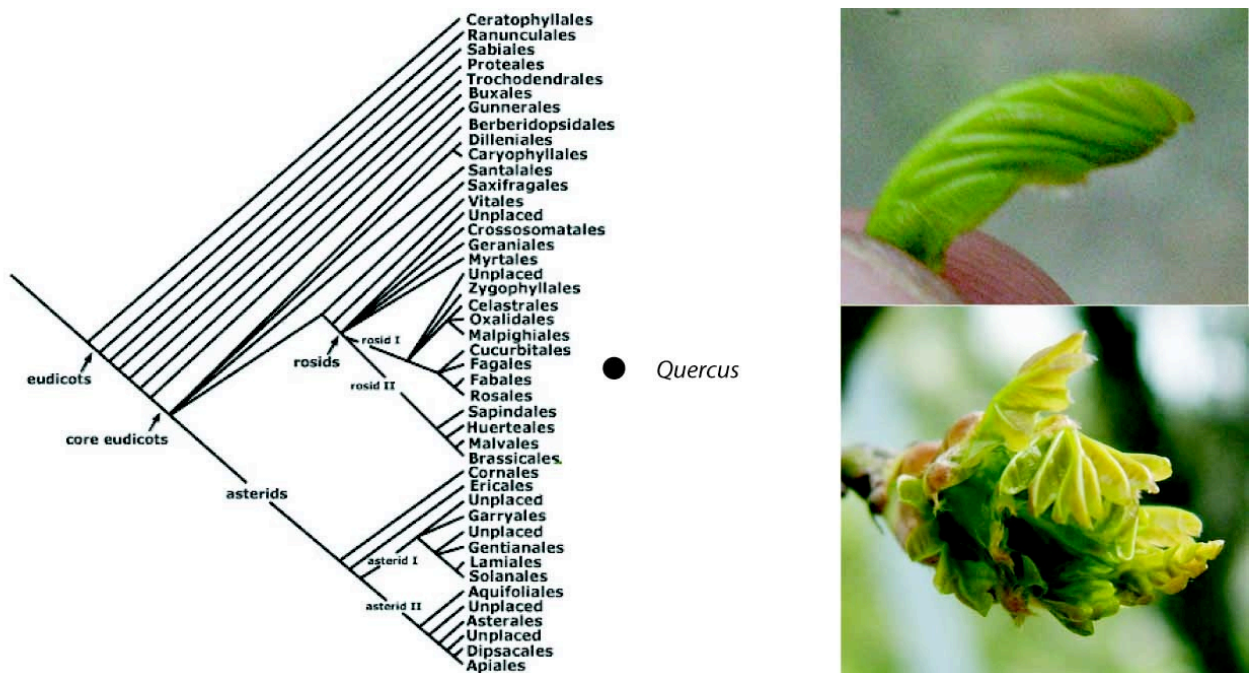 Ceratophyllales
Ranunculales
Sabiales
Proteales
Trochodendrales
Buxales
Gunnerales
Berberidopsidales
Dilleniales
Caryophyllales
Santalales
Saxifragales
Vitales
Unplaced
Crossosomatales
Geraniales
Myrtales
Unplaced
Zygophyllales
Celastrales
Oxalidales
Malpighiales
Cucurbitales
Fagales
Fabales
Rosales
Sapindales
Huerteales
Malvales
Brassicales
Cornales
Ericales
Unplaced
Garryales
Unplaced
Gentianales
Lamiales
Solanales
Aquifoliales
Unplaced
Asterales
Unplaced
Dipsacales
Apiales
eudicots
core eudicots
rosids
rosid I
rosid II
asterids
asterid I
asterid II
Quercus